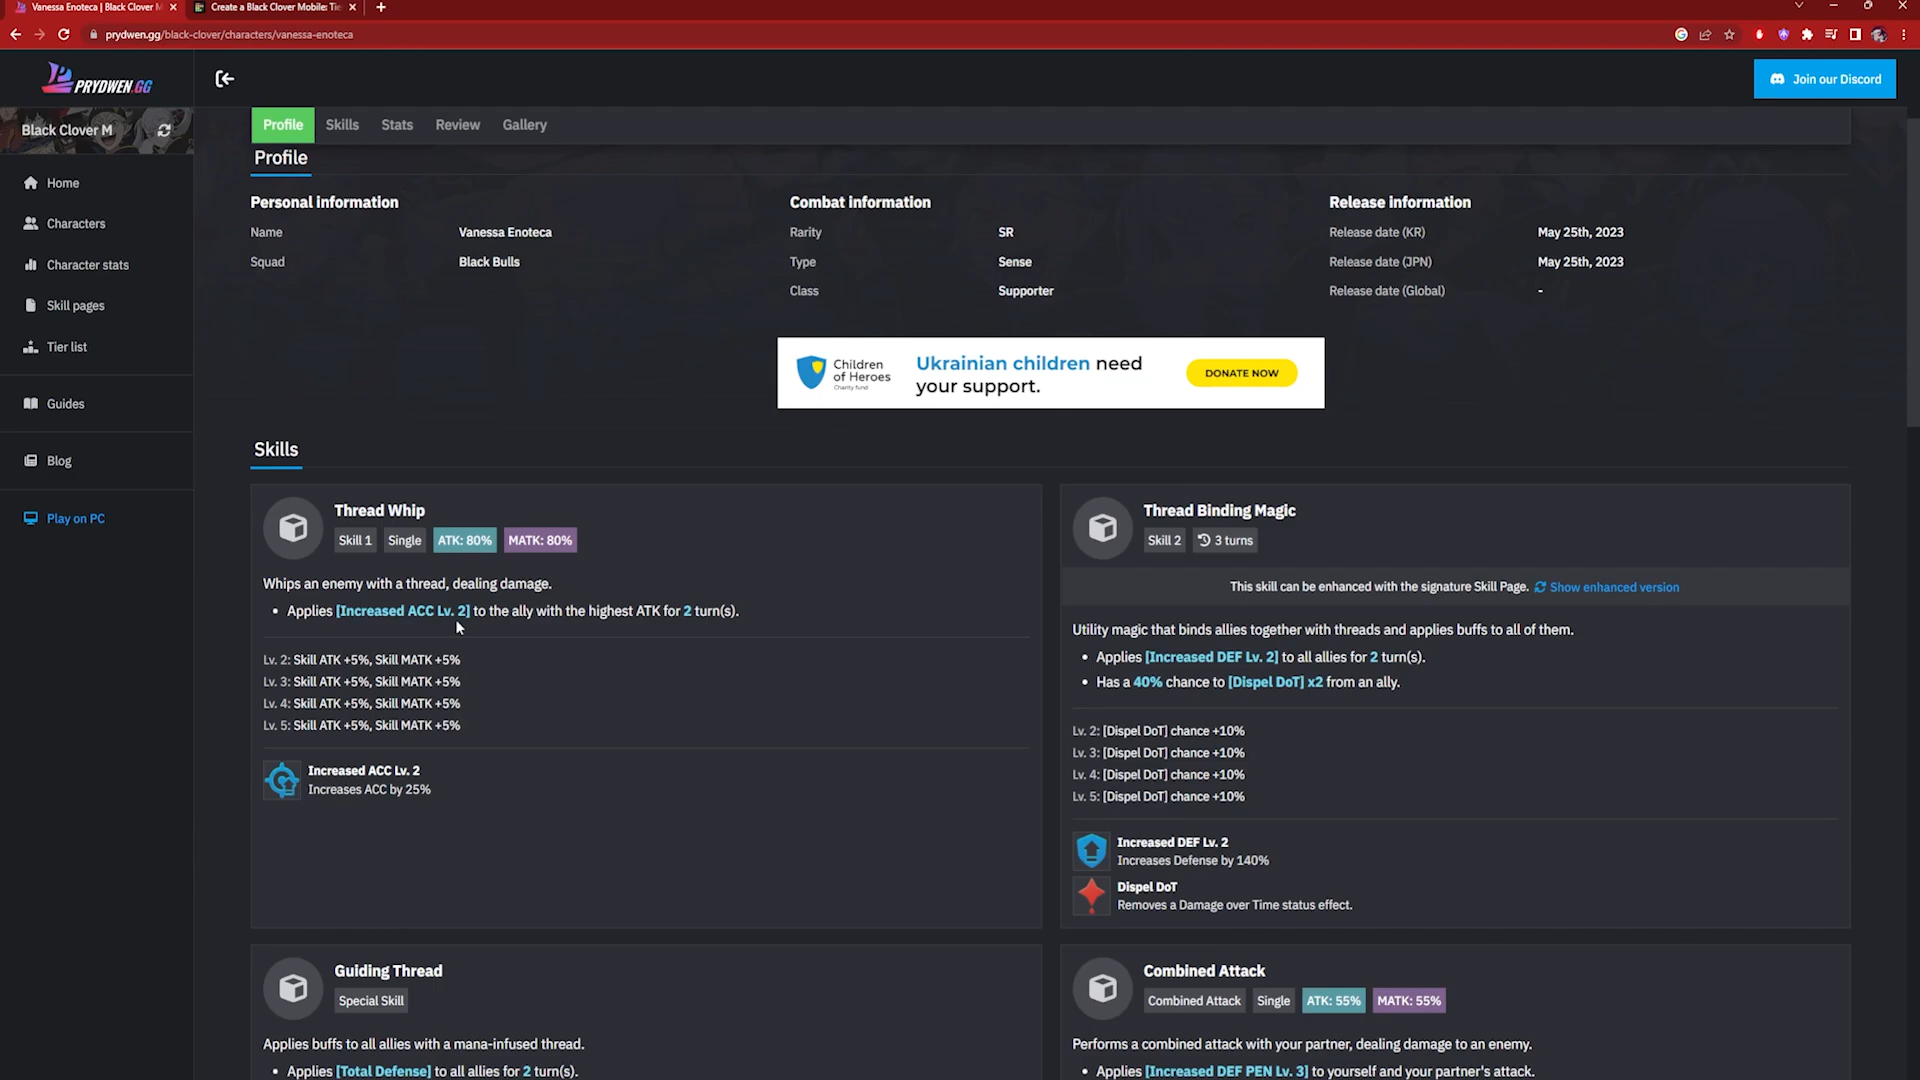 Vanessa Enoteca | Black Clover M
Create a Black Clover Mobile: Tie
prydwen.gg/black-clover/characters/vanessa-enoteca
PRYDWEN.GG
Join our Discord
Black Clover M
Home
Characters
Character stats
Skill pages
Tier list
Guides
Blog
Play on PC
Profile Skills Stats Review Gallery
Profile
Personal information
Name Vanessa Enoteca
Squad Black Bulls
Combat information
Rarity SR
Type Sense
Class Supporter
Release information
Release date (KR) May 25th, 2023
Release date (JPN) May 25th, 2023
Release date (Global) -
Children
of Heroes
Charity fund
Ukrainian children need
your support.
DONATE NOW
Skills
Thread Whip
Skill 1 Single ATK: 80% MATK: 80%
Whips an enemy with a thread, dealing damage.
• Applies [Increased ACC Lv. 2] to the ally with the highest ATK for 2 turn(s).
Lv. 2: Skill ATK +5%, Skill MATK +5%
Lv. 3: Skill ATK +5%, Skill MATK +5%
Lv. 4: Skill ATK +5%, Skill MATK +5%
Lv. 5: Skill ATK +5%, Skill MATK +5%
Increased ACC Lv. 2
Increases ACC by 25%
Thread Binding Magic
Skill 2 3 turns
This skill can be enhanced with the signature Skill Page. Show enhanced version
Utility magic that binds allies together with threads and applies buffs to all of them.
• Applies [Increased DEF Lv. 2] to all allies for 2 turn(s).
• Has a 40% chance to [Dispel DoT] x2 from an ally.
Lv. 2: [Dispel DoT] chance +10%
Lv. 3: [Dispel DoT] chance +10%
Lv. 4: [Dispel DoT] chance +10%
Lv. 5: [Dispel DoT] chance +10%
Increased DEF Lv. 2
Increases Defense by 140%
Dispel DoT
Removes a Damage over Time status effect.
Guiding Thread
Special Skill
Applies buffs to all allies with a mana-infused thread.
• Applies [Total Defense] to all allies for 2 turn(s).
Combined Attack
Combined Attack Single ATK: 55% MATK: 55%
Performs a combined attack with your partner, dealing damage to an enemy.
• Applies [Increased DEF PEN Lv. 3] to yourself and your partner's attack.